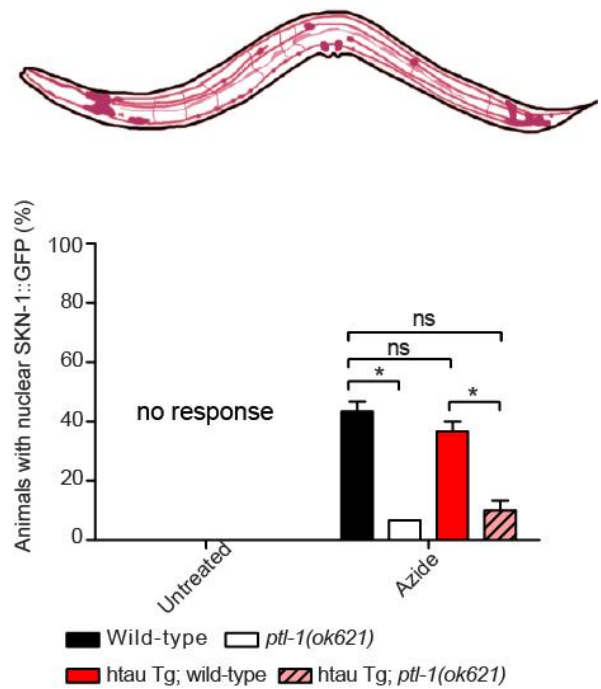 Animals with nuclear SKN-1::GFP (%)
100
80
60
40
20
0
no response
ns
ns
*
*
Untreated
Azide
Wild-type
ptl-1(ok621)
htau Tg; wild-type
htau Tg; ptl-1(ok621)